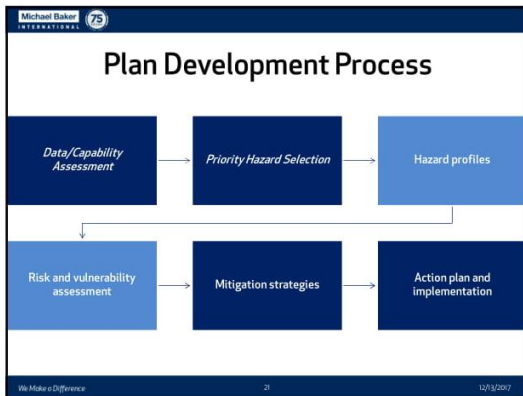 Michael Baker
INTERNATIONAL
75
Plan Development Process
Data/Capability
Assessment
Priority Hazard Selection
Hazard profiles
Risk and vulnerability
assessment
Mitigation strategies
Action plan and
implementation
We Make a Difference
21
12/13/2017